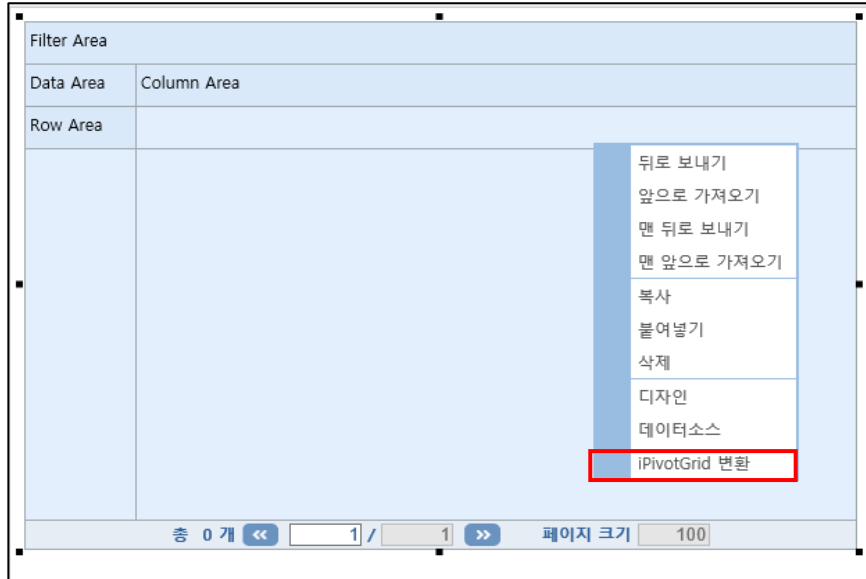 Filter Area
Data Area
Column Area
Row Area
뒤로 보내기
앞으로 가져오기
맨 뒤로 보내기
맨 앞으로 가져오기
복사
붙여넣기
삭제
디자인
데이터소스
iPivotGrid 변환
총 0 개 << 1 / 1 >> 페이지 크기 100